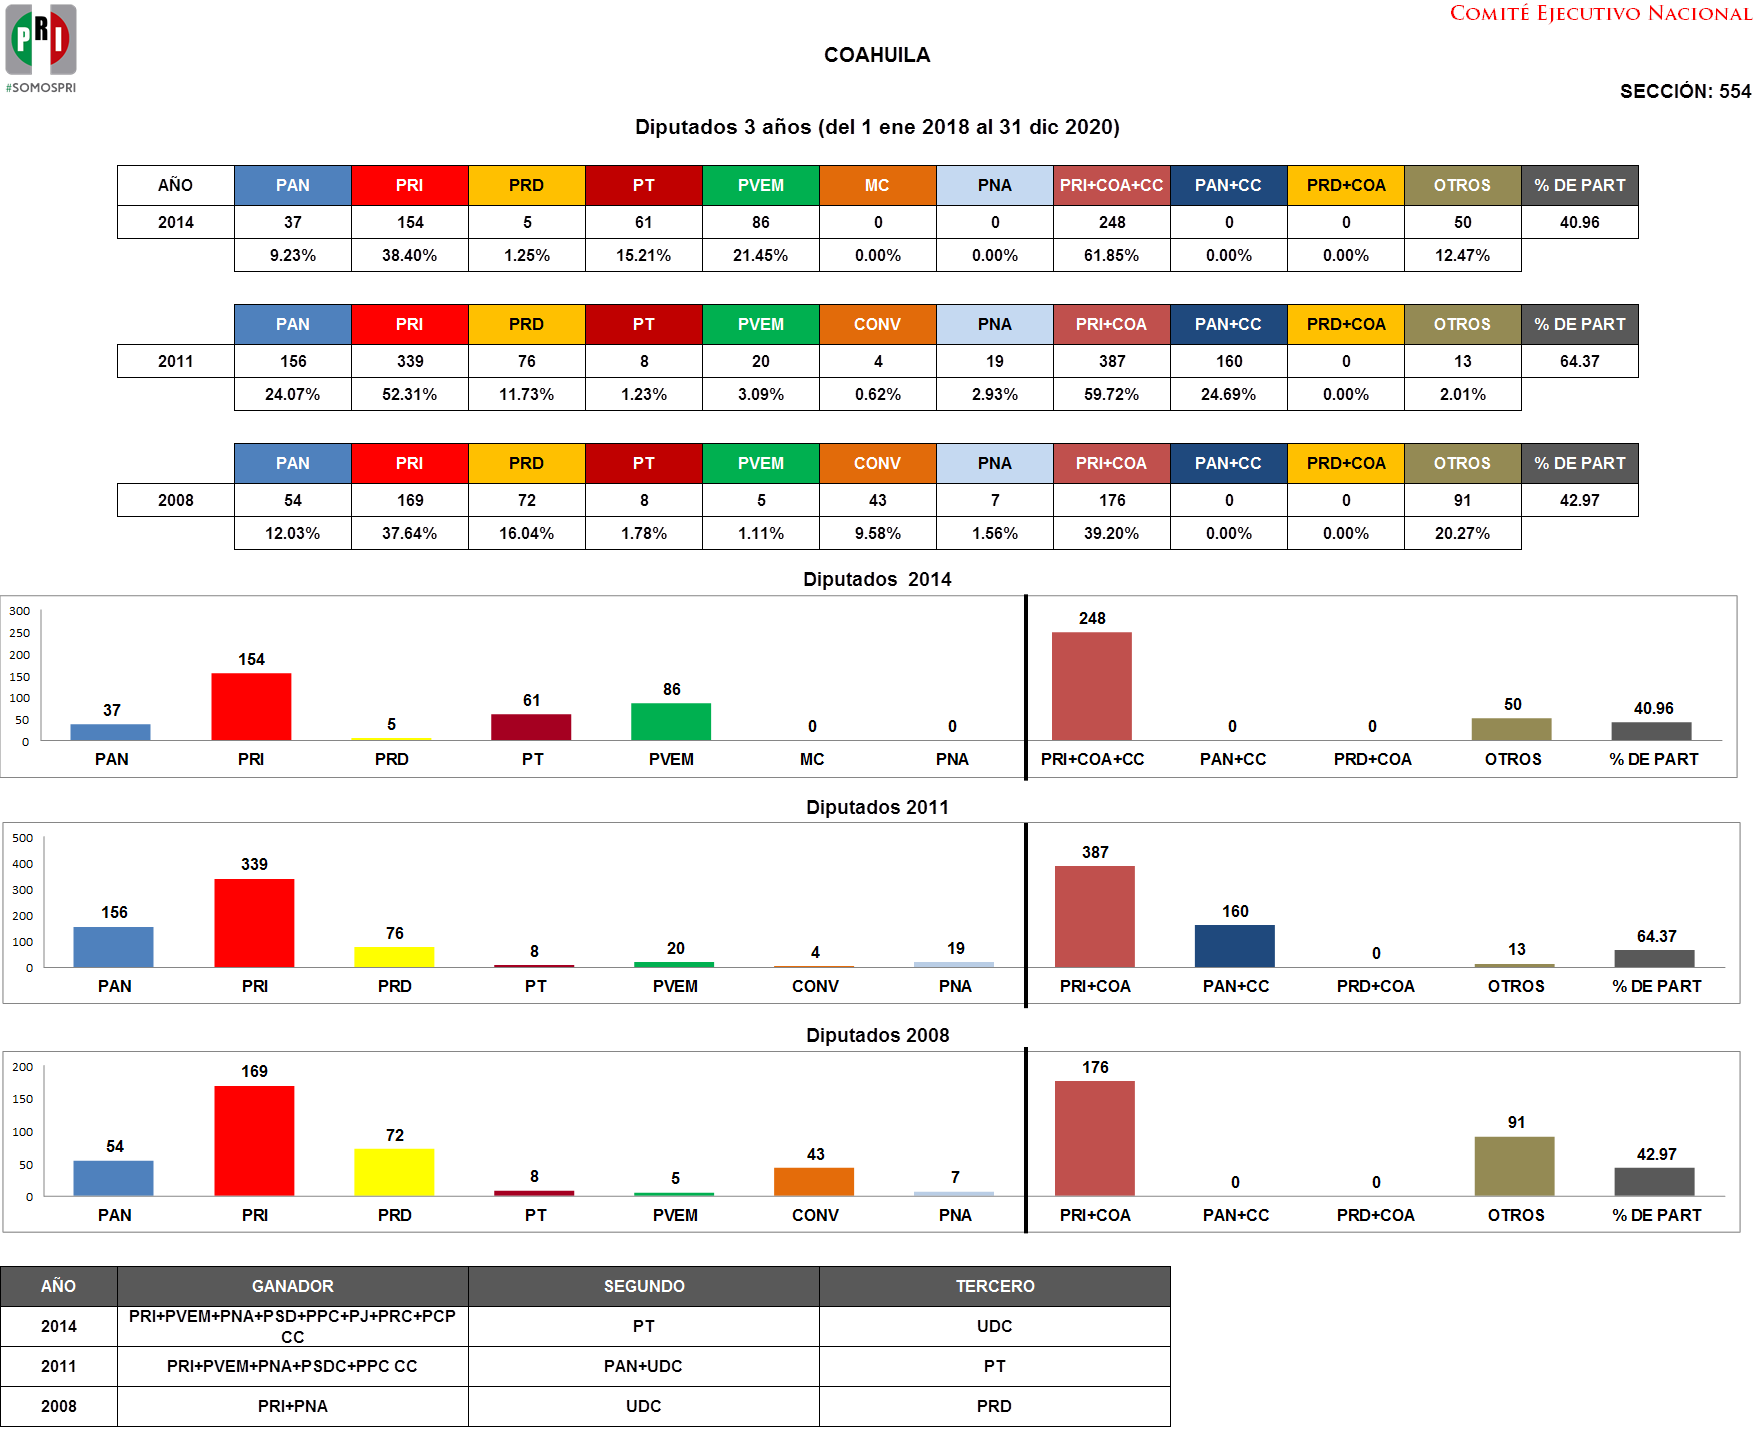 PRI
#SOMOSPRI
COMITÉ EJECUTIVO NACIONAL
COAHUILA
SECCIÓN: 554
Diputados 3 años (del 1 ene 2018 al 31 dic 2020)
AÑO PAN PRI PRD PT PVEM MC PNA PRI+COA+CC PAN+CC PRD+COA OTROS % DE PART
2014 37 154 5 61 86 0 0 248 0 0 50 40.96
9.23% 38.40% 1.25% 15.21% 21.45% 0.00% 0.00% 61.85% 0.00% 0.00% 12.47%
PAN PRI PRD PT PVEM CONV PNA PRI+COA PAN+CC PRD+COA OTROS % DE PART
2011 156 339 76 8 20 4 19 387 160 0 13 64.37
24.07% 52.31% 11.73% 1.23% 3.09% 0.62% 2.93% 59.72% 24.69% 0.00% 2.01%
PAN PRI PRD PT PVEM CONV PNA PRI+COA PAN+CC PRD+COA OTROS % DE PART
2008 54 169 72 8 5 43 7 176 0 0 91 42.97
12.03% 37.64% 16.04% 1.78% 1.11% 9.58% 1.56% 39.20% 0.00% 0.00% 20.27%
Diputados 2014
300
250
200
150
100
50
0
37 154 5 61 86 0 0 248 0 0 50 40.96
PAN PRI PRD PT PVEM MC PNA PRI+COA+CC PAN+CC PRD+COA OTROS % DE PART
Diputados 2011
500
400
300
200
100
0
156 339 76 8 20 4 19 387 160 0 13 64.37
PAN PRI PRD PT PVEM CONV PNA PRI+COA PAN+CC PRD+COA OTROS % DE PART
Diputados 2008
200
150
100
50
0
54 169 72 8 5 43 7 176 0 0 91 42.97
PAN PRI PRD PT PVEM CONV PNA PRI+COA PAN+CC PRD+COA OTROS % DE PART
AÑO GANADOR SEGUNDO TERCERO
2014 PRI+PVEM+PNA+PSD+PPC+PJ+PRC+PCP
CC PT UDC
2011 PRI+PVEM+PNA+PSDC+PPC CC PAN+UDC PT
2008 PRI+PNA UDC PRD